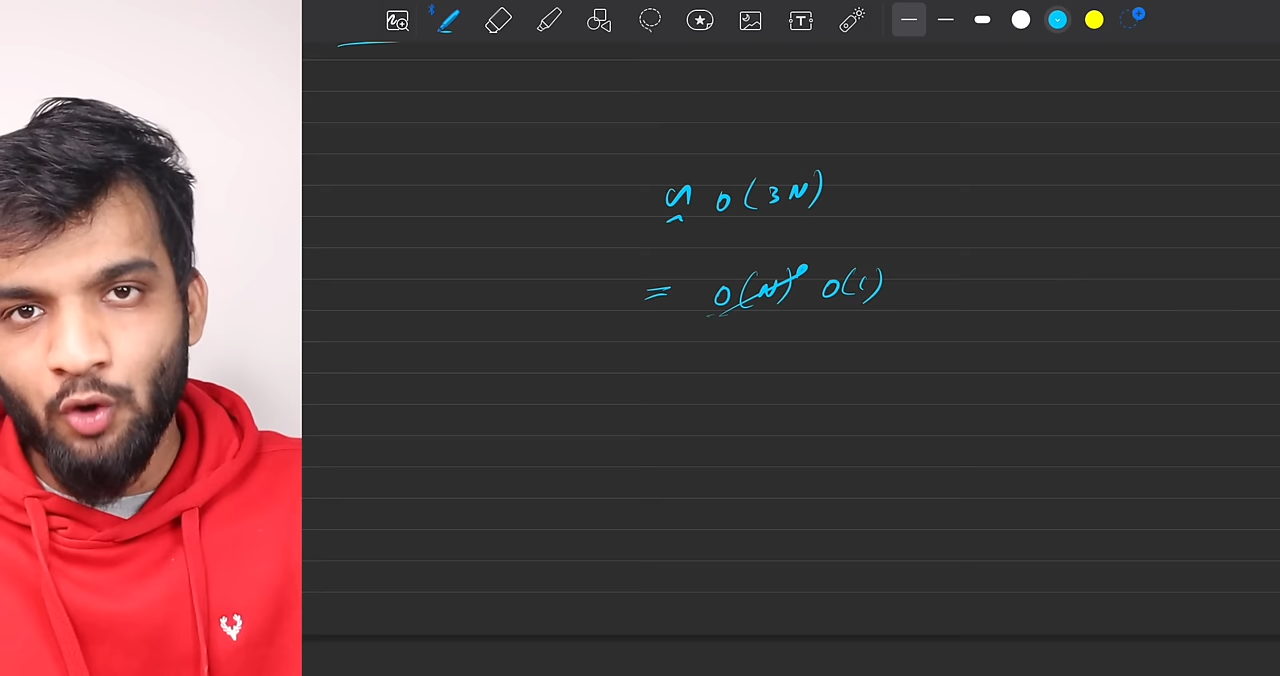 ≈ O(3N)
= O(N) O(1)